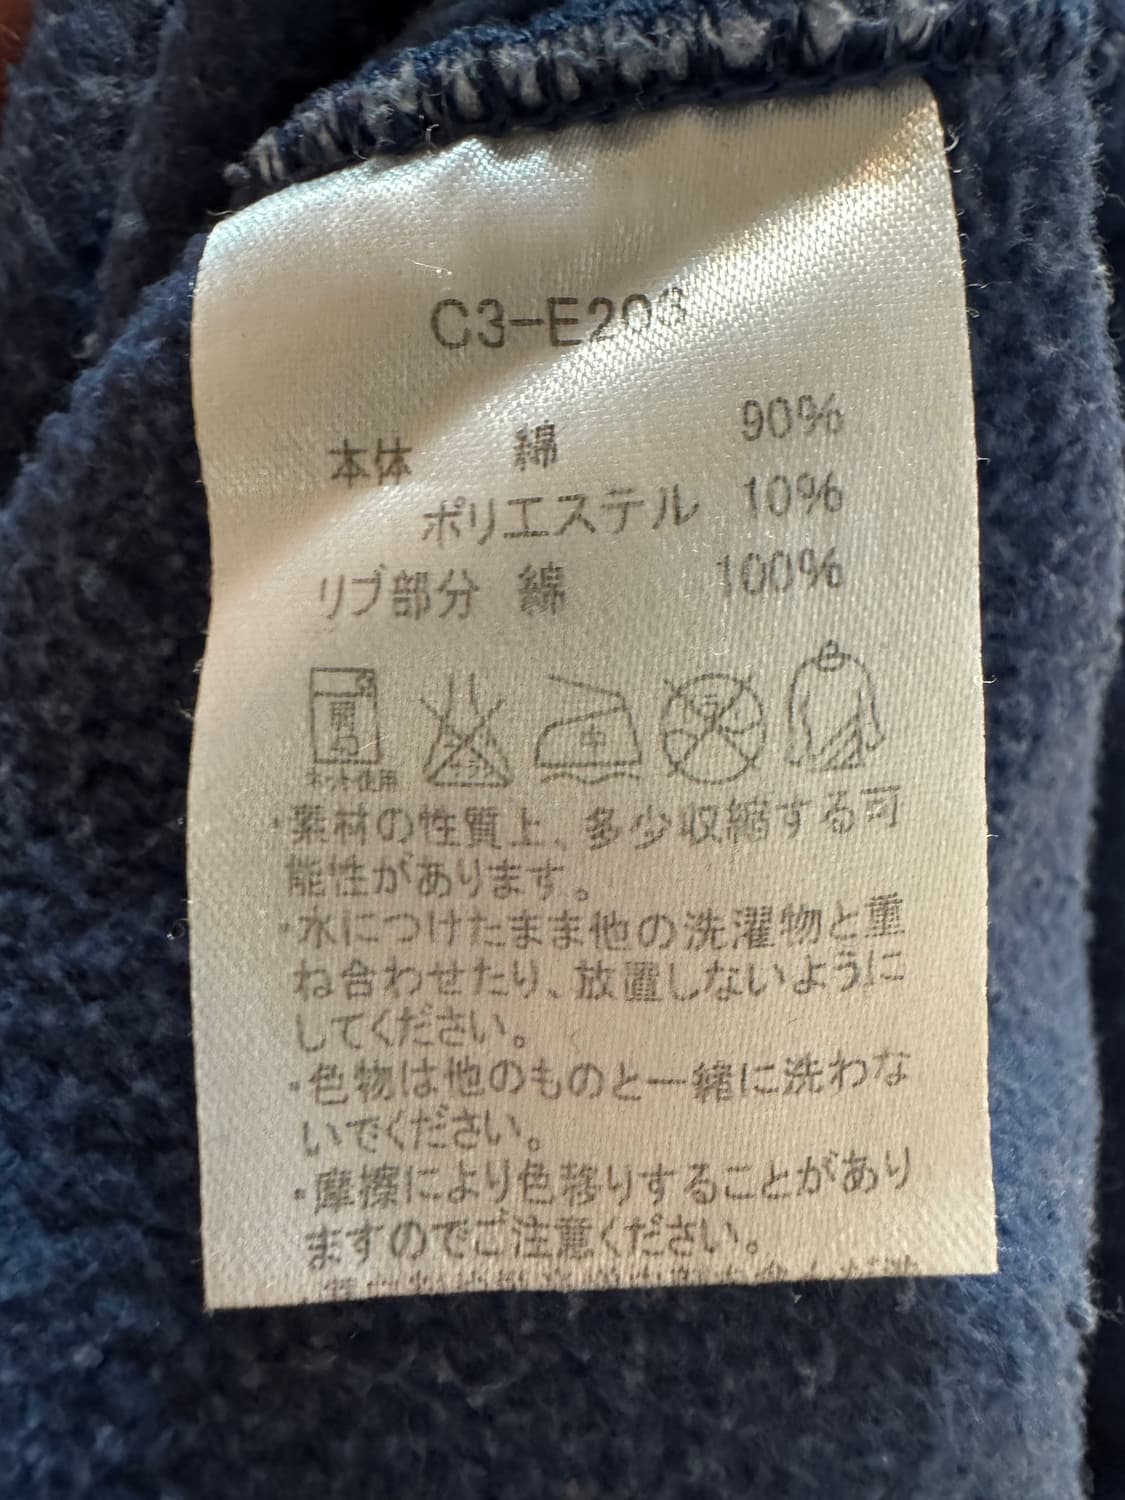 C3-E203
本体 綿 90%
ポリエステル 10%
リブ部分 綿 100%
ネット使用
中
・素材の性質上、多少収縮する可
能性があります。
・水につけたまま他の洗濯物と重
ね合わせたり、放置しないように
してください。
・色物は他のものと一緒に洗わな
いでください。
・摩擦により色移りすることがあり
ますのでご注意ください。